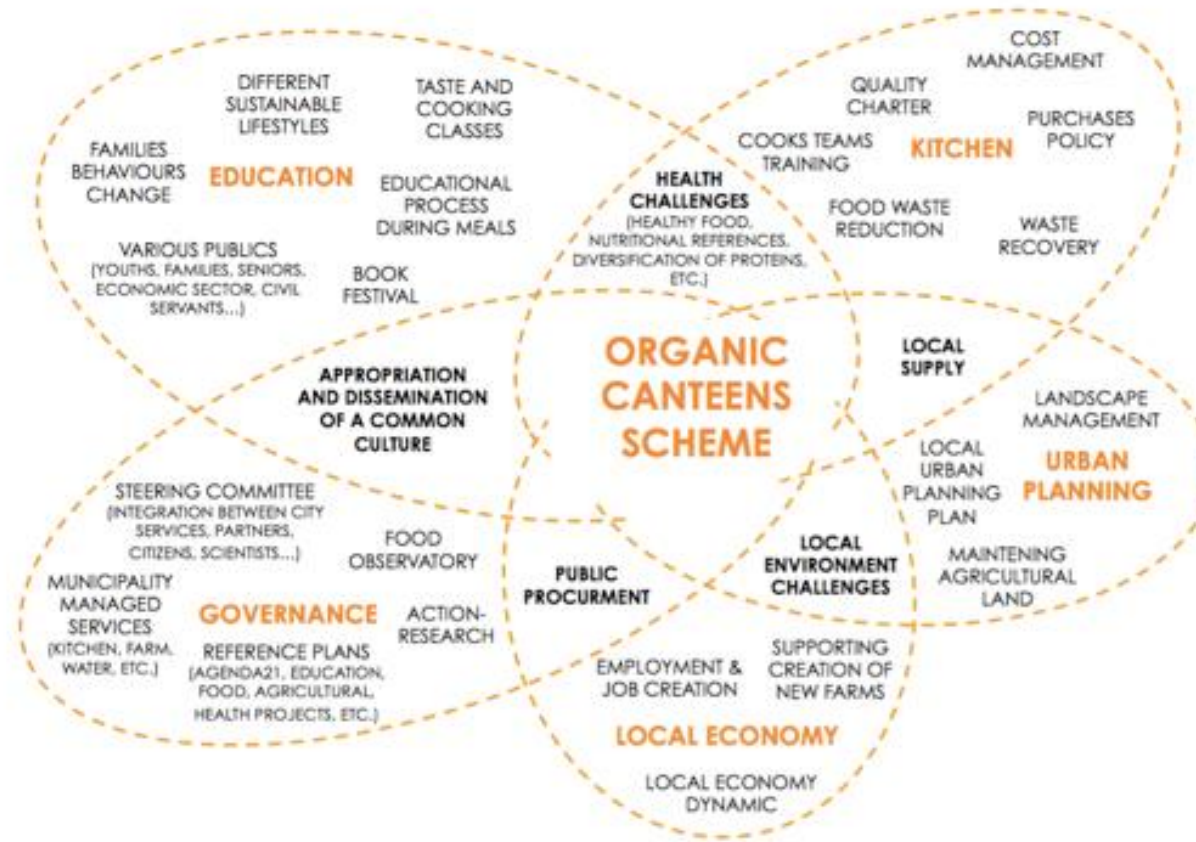 DIFFERENT
SUSTAINABLE
LIFESTYLES
TASTE AND
COOKING
CLASSES
FAMILIES
BEHAVIOURS
CHANGE
EDUCATION
EDUCATIONAL
PROCESS
DURING MEALS
VARIOUS PUBLICS
(YOUTHS, FAMILIES, SENIORS,
ECONOMIC SECTOR, CIVIL
SERVANTS...)
BOOK
FESTIVAL
COST
MANAGEMENT
QUALITY
CHARTER
PURCHASES
POLICY
COOKS TEAMS
TRAINING
KITCHEN
FOOD WASTE
REDUCTION
WASTE
RECOVERY
HEALTH
CHALLENGES
(HEALTHY FOOD,
NUTRITIONAL REFERENCES,
DIVERSIFICATION OF PROTEINS,
ETC.)
ORGANIC
CANTEENS
SCHEME
LOCAL
SUPPLY
APPROPRIATION
AND DISSEMINATION
OF A COMMON
CULTURE
LANDSCAPE
MANAGEMENT
LOCAL
URBAN
PLANNING
PLAN
URBAN
PLANNING
MAINTENING
AGRICULTURAL
LAND
LOCAL
ENVIRONMENT
CHALLENGES
PUBLIC
PROCURMENT
STEERING COMMITTEE
(INTEGRATION BETWEEN CITY
SERVICES, PARTNERS,
CITIZENS, SCIENTISTS...)
FOOD
OBSERVATORY
MUNICIPALITY
MANAGED
SERVICES
(KITCHEN, FARM,
WATER, ETC.)
GOVERNANCE
ACTION-
RESEARCH
REFERENCE PLANS
(AGENDA21, EDUCATION,
FOOD, AGRICULTURAL,
HEALTH PROJECTS, ETC.)
EMPLOYMENT &
JOB CREATION
SUPPORTING
CREATION OF
NEW FARMS
LOCAL ECONOMY
LOCAL ECONOMY
DYNAMIC